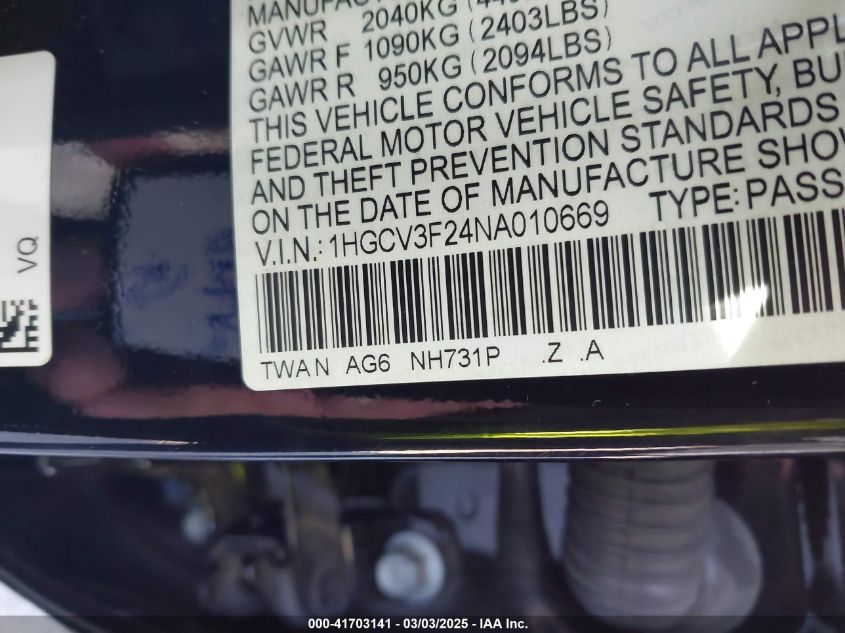 GVWR 2040KG
GAWR F 1090KG (2403LBS)
GAWR R 950KG (2094LBS)
THIS VEHICLE CONFORMS TO ALL APPL
FEDERAL MOTOR VEHICLE SAFETY, BU
AND THEFT PREVENTION STANDARDS
ON THE DATE OF MANUFACTURE SHOW
V.I.N.: 1HGCV3F24NA010669 TYPE: PASS
TWAN AG6 NH731P .Z .A
VQ
000-41703141 / 03/03/2025 - IAA Inc.